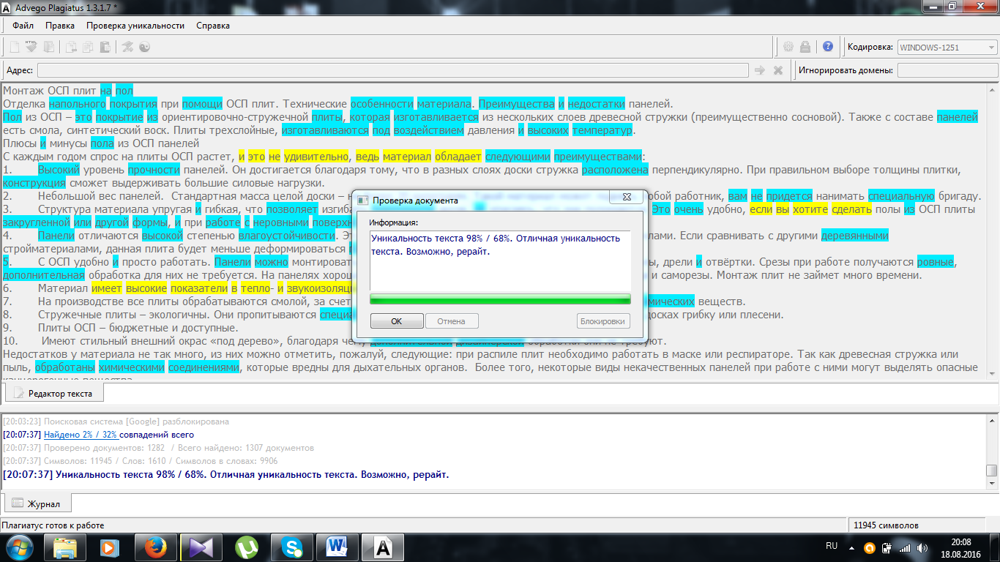 Advego Plagiatus 1.3.1.7 *
Файл Правка Проверка уникальности Справка
HTML
Кодировка: WINDOWS-1251
Адрес: Игнорировать домены:
Монтаж ОСП плит на пол
Отделка напольного покрытия при помощи ОСП плит. Технические особенности материала. Преимущества и недостатки панелей.
Пол из ОСП – это покрытие из ориентировочно-стружечной плиты, которая изготавливается из нескольких слоев древесной стружки (преимущественно сосновой). Также с составе панелей
есть смола, синтетический воск. Плиты трехслойные, изготавливаются под воздействием давления и высоких температур.
Плюсы и минусы пола из ОСП панелей
С каждым годом спрос на плиты ОСП растет, и это не удивительно, ведь материал обладает следующими преимуществами:
1. Высокий уровень прочности панелей. Он достигается благодаря тому, что в разных слоях доски стружка расположена перпендикулярно. При правильном выборе толщины плитки,
конструкция сможет выдерживать большие силовые нагрузки.
2. Небольшой вес панелей. Стандартная масса целой доски – работник, вам не придется нанимать специальную бригаду.
3. Структура материала упругая и гибкая, что позволяет Это очень удобно, если вы хотите сделать полы из ОСП плиты
закругленной или другой формы, и при работе с неровными
4. Панели отличаются высокой степенью влагоустойчивости. Если сравнивать с другими деревянными
стройматериалами, данная плита будет меньше деформироваться
5. С ОСП удобно и просто работать. Панели можно дрели и отвёртки. Срезы при работе получаются ровные,
дополнительная обработка для них не требуется. На панелях и саморезы. Монтаж плит не займет много времени.
6. Материал имеет высокие показатели в тепло- и
7. На производстве все плиты обрабатываются смолой, за веществ.
8. Стружечные плиты – экологичны. Они пропитываются досках грибку или плесени.
9. Плиты ОСП – бюджетные и доступные.
10. Имеют стильный внешний окрас «под дерево», благодаря
Недостатков у материала не так много, из них можно отметить, пожалуй, следующие: при распиле плит необходимо работать в маске или респираторе. Так как древесная стружка или
пыль, обработаны химическими соединениями, которые вредны для дыхательных органов. Более того, некоторые виды некачественных панелей при работе с ними могут выделять опасные
Проверка документа
Информация:
Уникальность текста 98% / 68%. Отличная уникальность
текста. Возможно, рерайт.
ОК Отмена Блокировки
Редактор текста
[20:03:23] Поисковая система [Google] разблокирована
[20:07:37] Найдено 2% / 32% совпадений всего
[20:07:37] Проверено документов: 1282 / Всего найдено: 1307 документов
[20:07:37] Символов: 11945 / Слов: 1610 / Символов в словах: 9906
[20:07:37] Уникальность текста 98% / 68%. Отличная уникальность текста. Возможно, рерайт.
Журнал
Плагиатус готов к работе 11945 символов
RU 20:08
18.08.2016